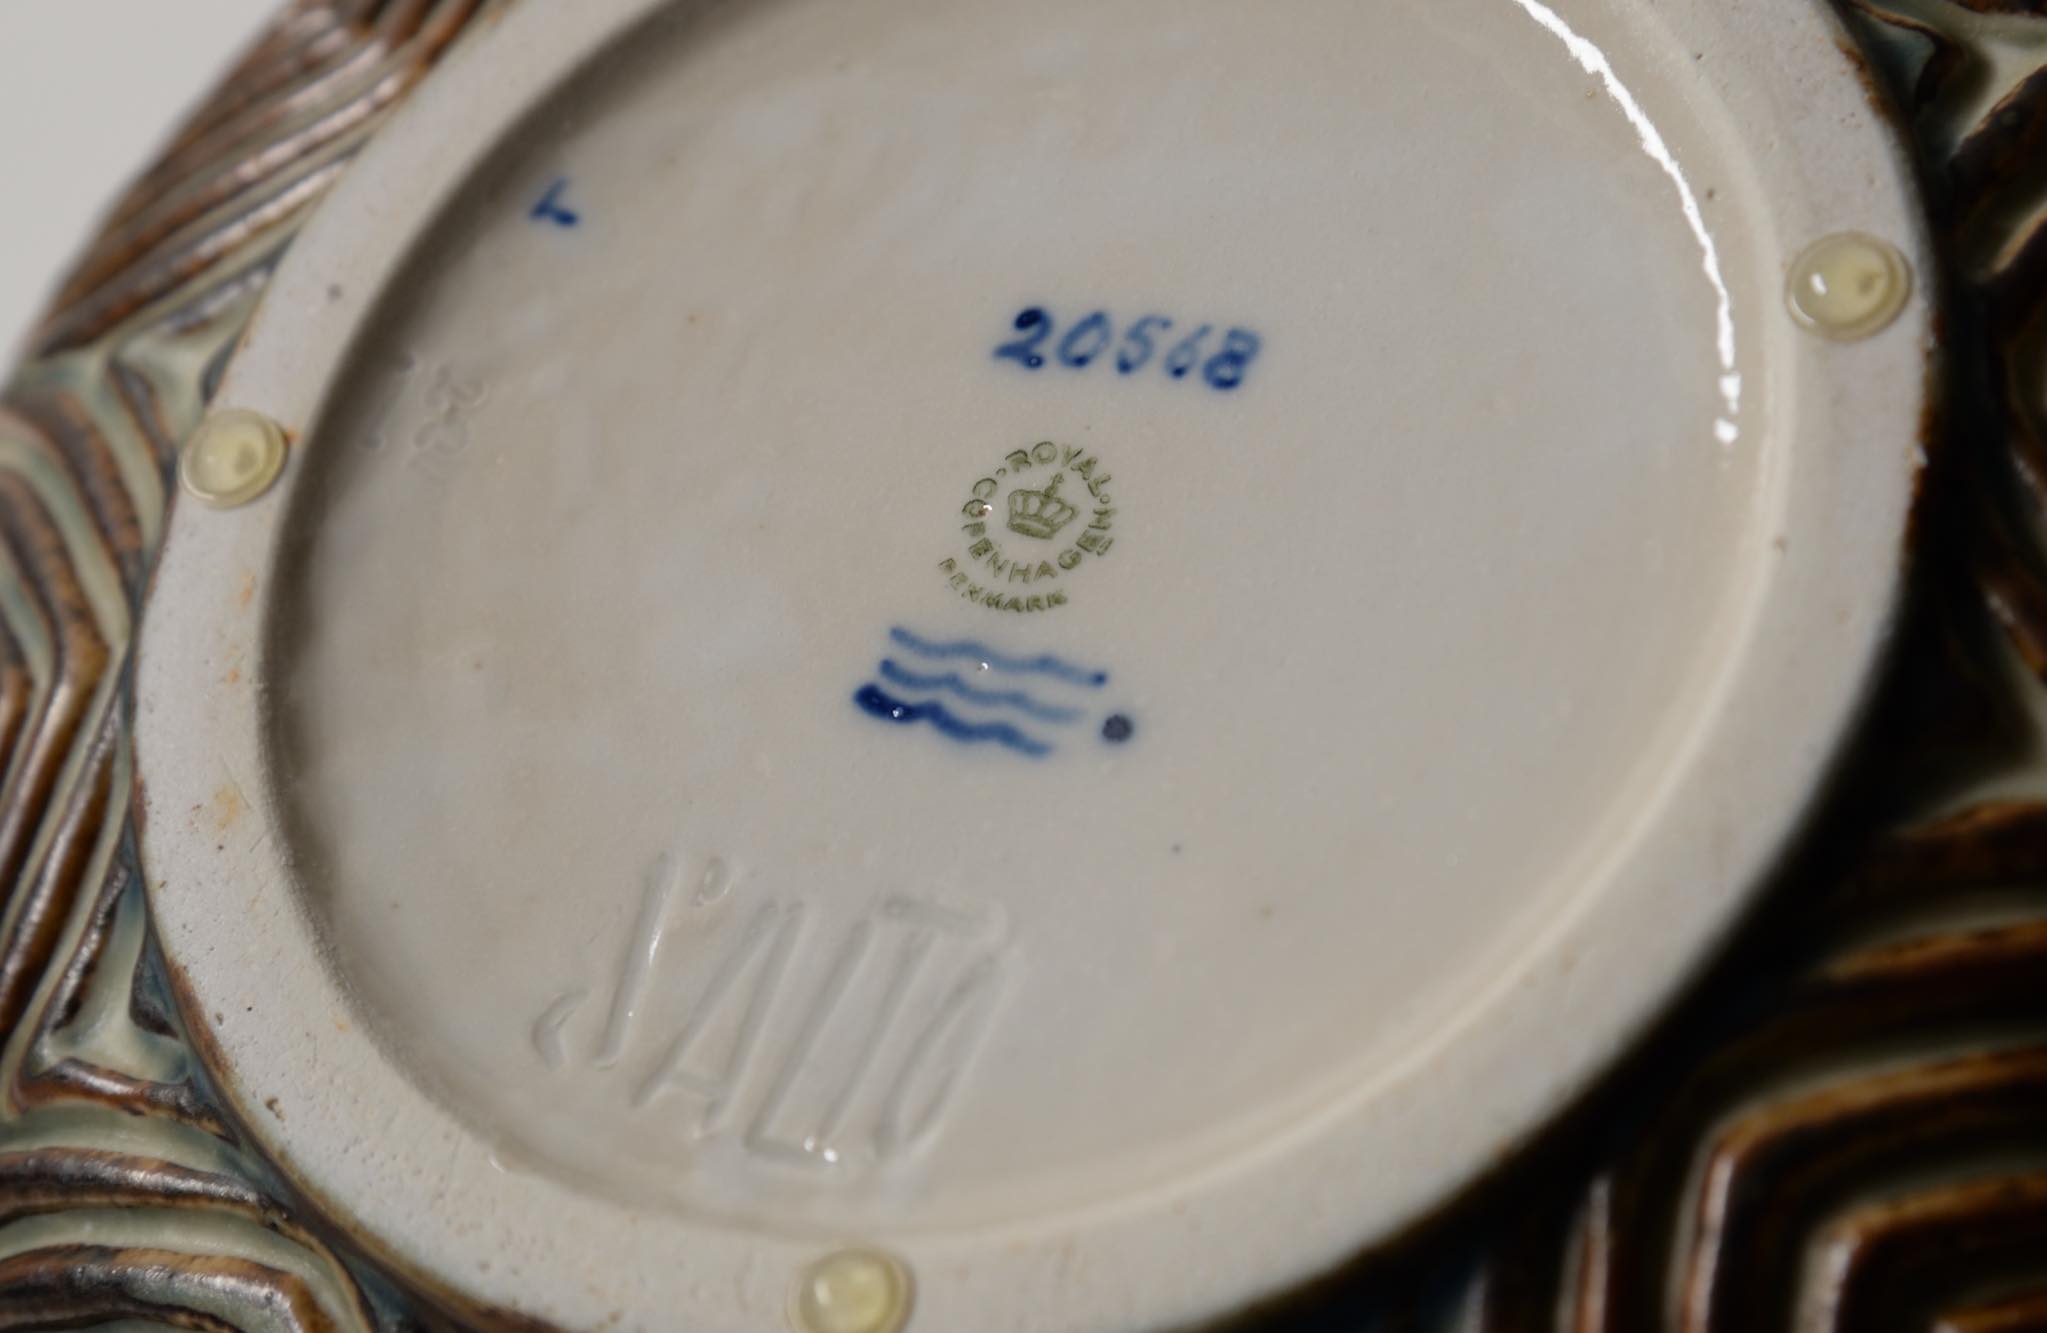 20568
ROYAL COPENHAGEN
DENMARK
SALTO